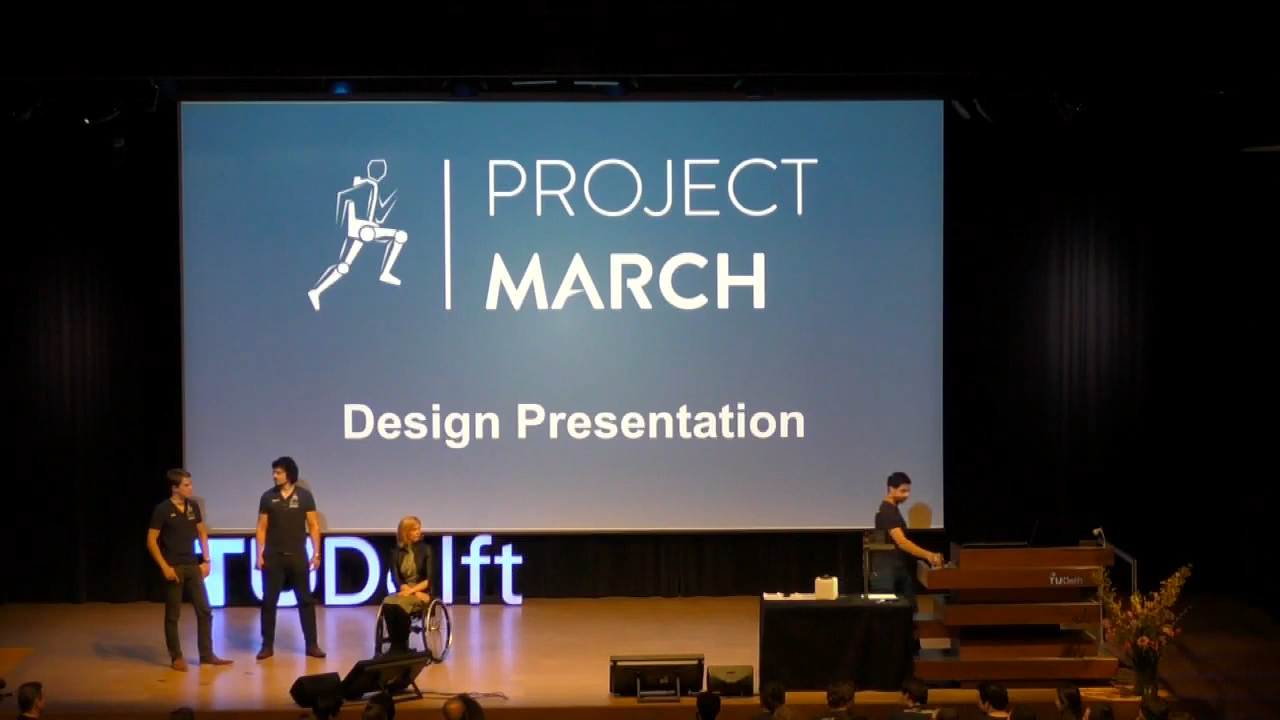 PROJECT
MARCH
Design Presentation
TUDelft
TUDelft